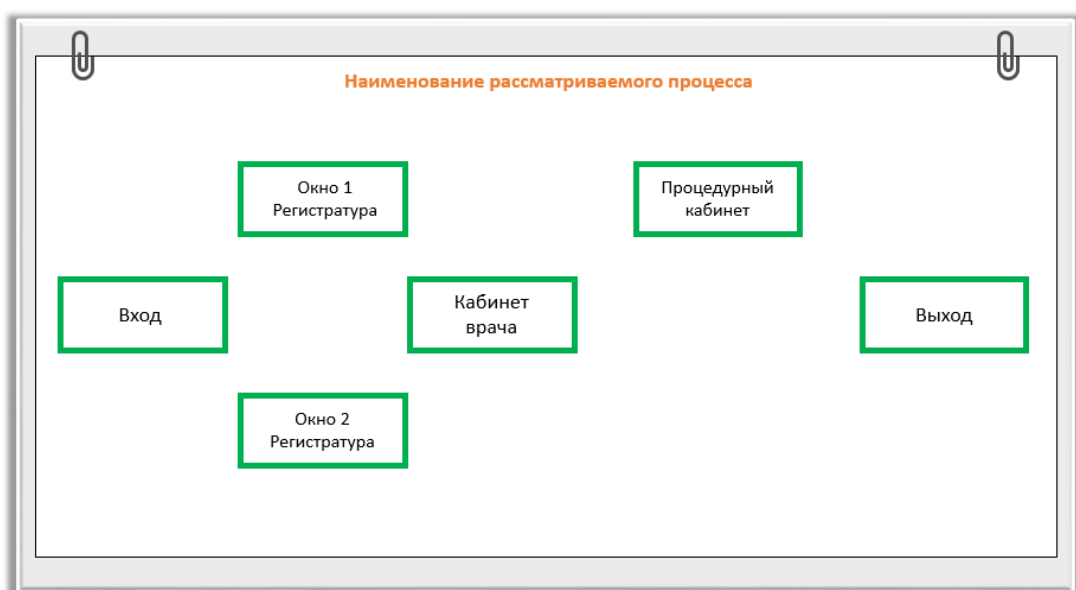 Наименование рассматриваемого процесса
Окно 1
Регистратура
Процедурный
кабинет
Вход
Кабинет
врача
Выход
Окно 2
Регистратура